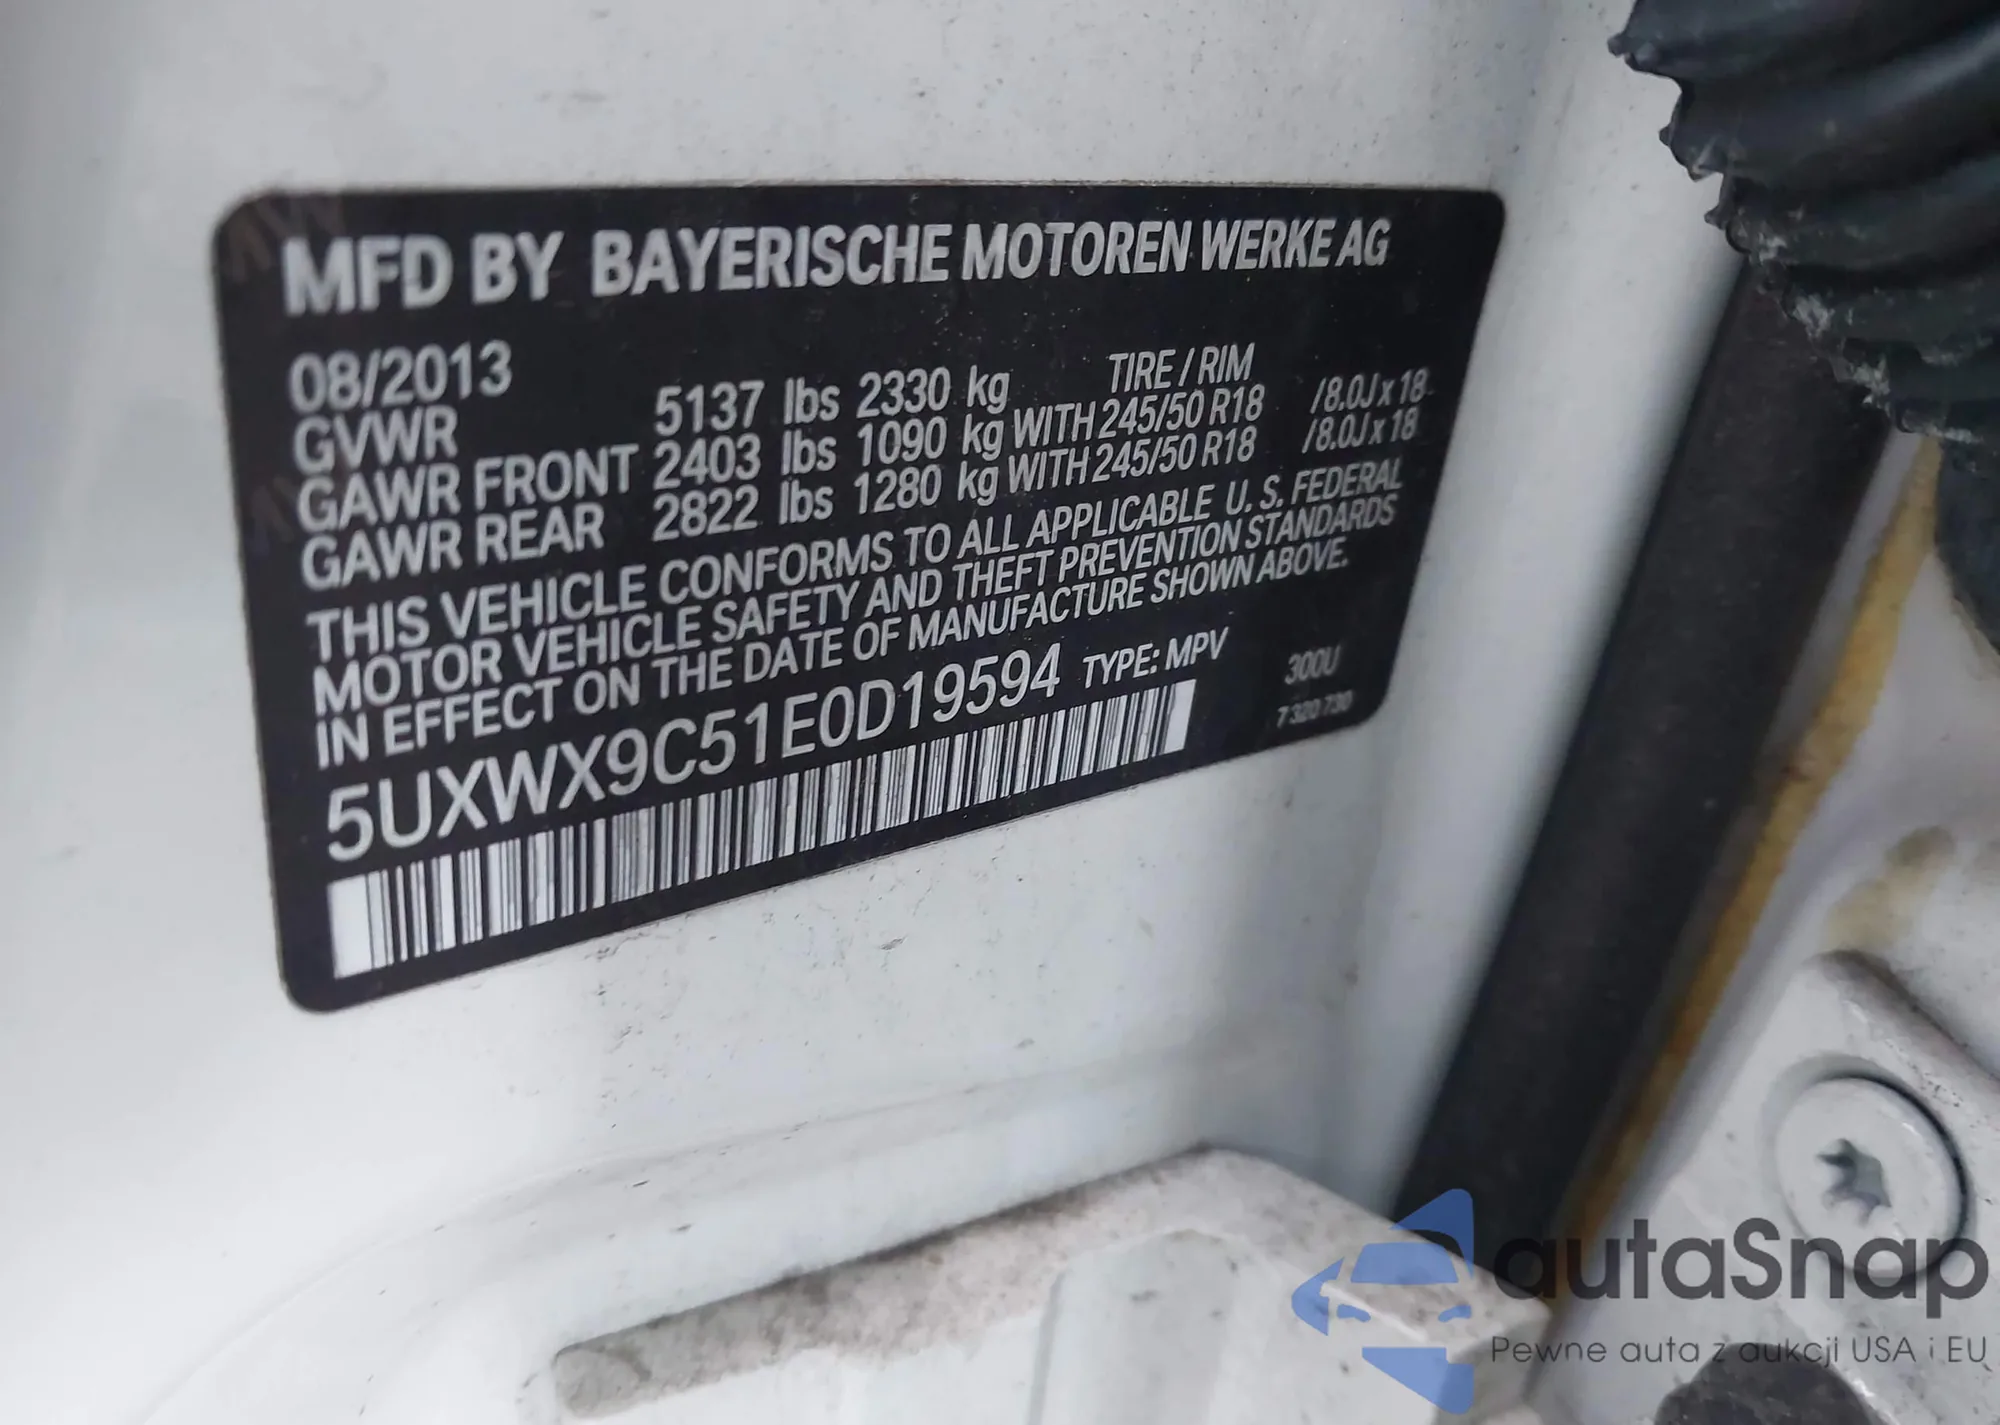 MFD BY BAYERISCHE MOTOREN WERKE AG
08/2013 TIRE / RIM
GVWR 5137 lbs 2330 kg
GAWR FRONT 2403 lbs 1090 kg WITH 245/50 R18 /8.0J x 18
GAWR REAR 2822 lbs 1280 kg WITH 245/50 R18 /8.0J x 18
THIS VEHICLE CONFORMS TO ALL APPLICABLE U. S. FEDERAL
MOTOR VEHICLE SAFETY AND THEFT PREVENTION STANDARDS
IN EFFECT ON THE DATE OF MANUFACTURE SHOWN ABOVE.
5UXWX9C51E0D19594 TYPE: MPV 300U
7 320 730
autaSnap
Pewne auta z aukcji USA i EU